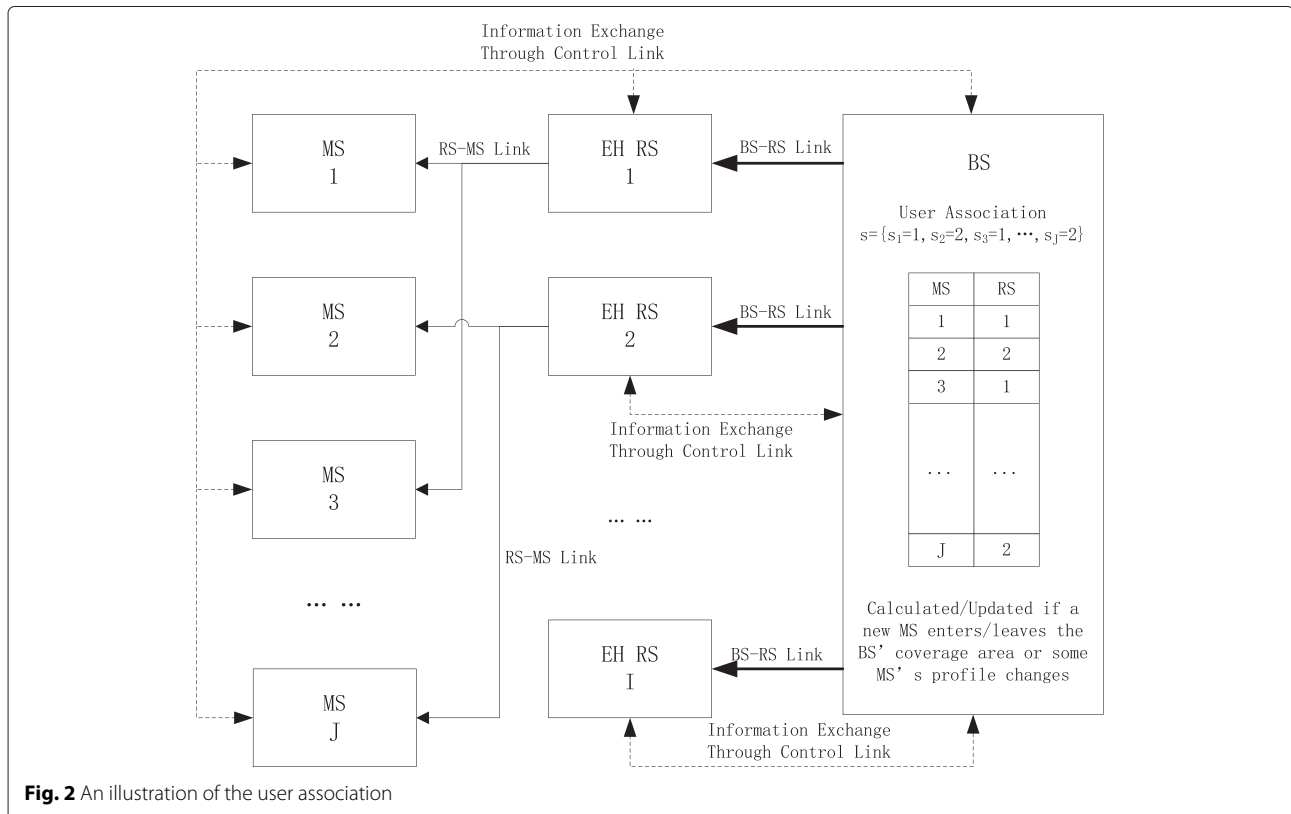 Information Exchange
Through Control Link
MS
1
RS-MS Link
EH RS
1
BS-RS Link
BS
User Association
s={s₁=1, s₂=2, s₃=1, ···, s_J=2}
MS RS
1 1
2 2
3 1
... ...
J 2
Calculated/Updated if a
new MS enters/leaves the
BS' coverage area or some
MS's profile changes
MS
2
EH RS
2
BS-RS Link
Information Exchange
Through Control Link
MS
3
... ...
RS-MS Link
... ...
EH RS
I
BS-RS Link
MS
J
Information Exchange
Through Control Link
Fig. 2 An illustration of the user association